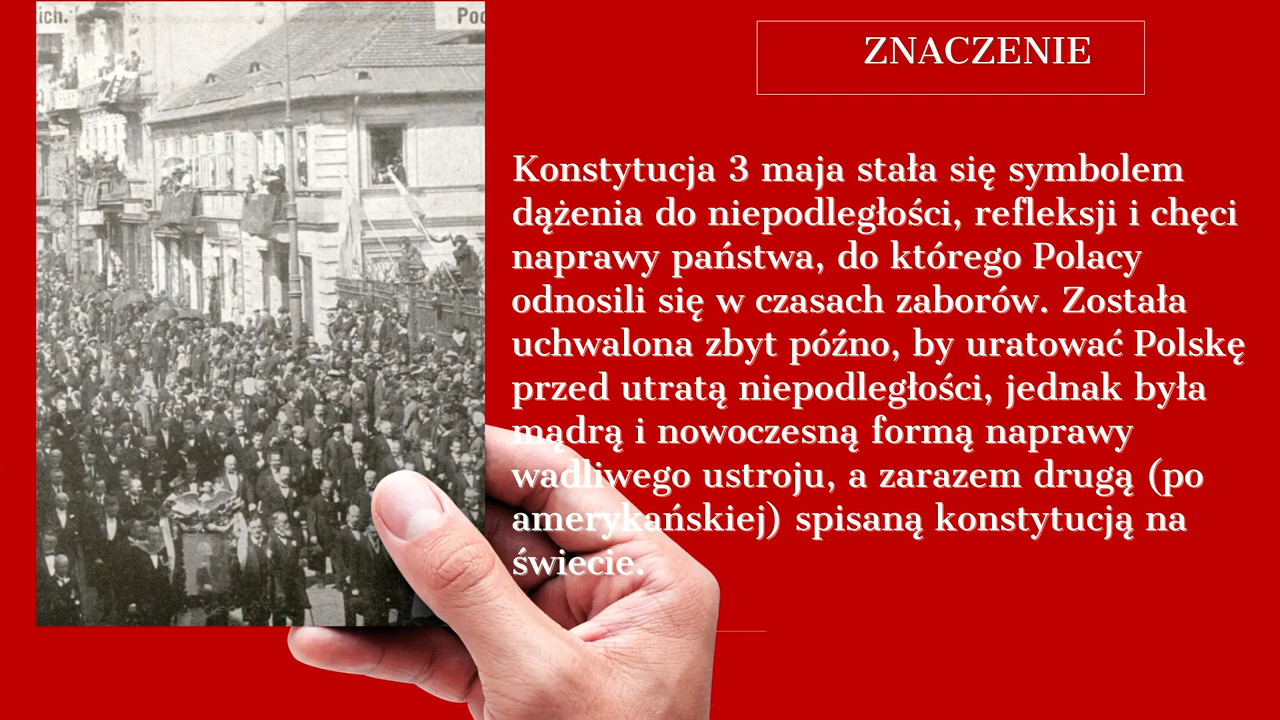 ich.
ZNACZENIE
Konstytucja 3 maja stała się symbolem
dążenia do niepodległości, refleksji i chęci
naprawy państwa, do którego Polacy
odnosili się w czasach zaborów. Została
uchwalona zbyt późno, by uratować Polskę
przed utratą niepodległości, jednak była
mądrą i nowoczesną formą naprawy
wadliwego ustroju, a zarazem drugą (po
amerykańskiej) spisaną konstytucją na
świecie.